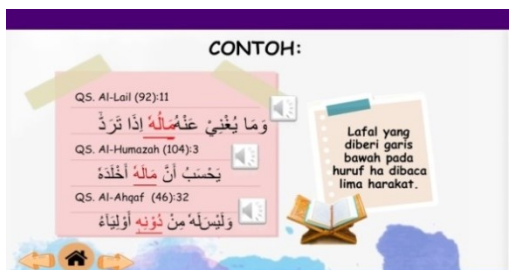 CONTOH:
QS. Al-Lail (92):11
وَمَا يُغْنِيْ عَنْهُ مَالُهٗٓ إِذَا تَرَدّٰ
QS. Al-Humazah (104):3
يَحْسَبُ أَنَّ مَالَهٗٓ أَخْلَدَهٗ
QS. Al-Ahqaf (46):32
وَلَيْسَ لَهٗ مِنْ دُوْنِهٖٓ أَوْلِيَاءُ
Lafal yang
diberi garis
bawah pada
huruf ha dibaca
lima harakat.